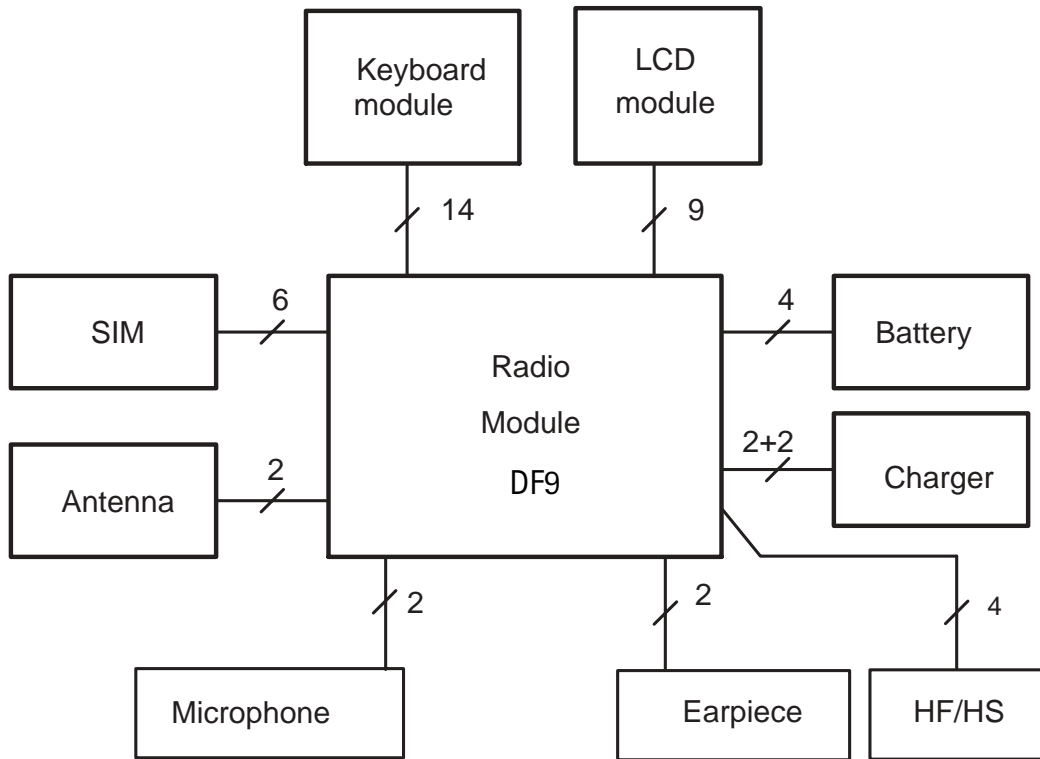 Keyboard
module
LCD
module
14
9
SIM
6
Radio
Module
DF9
4
Battery
Antenna
2
2+2
Charger
2
2
4
Microphone
Earpiece
HF/HS